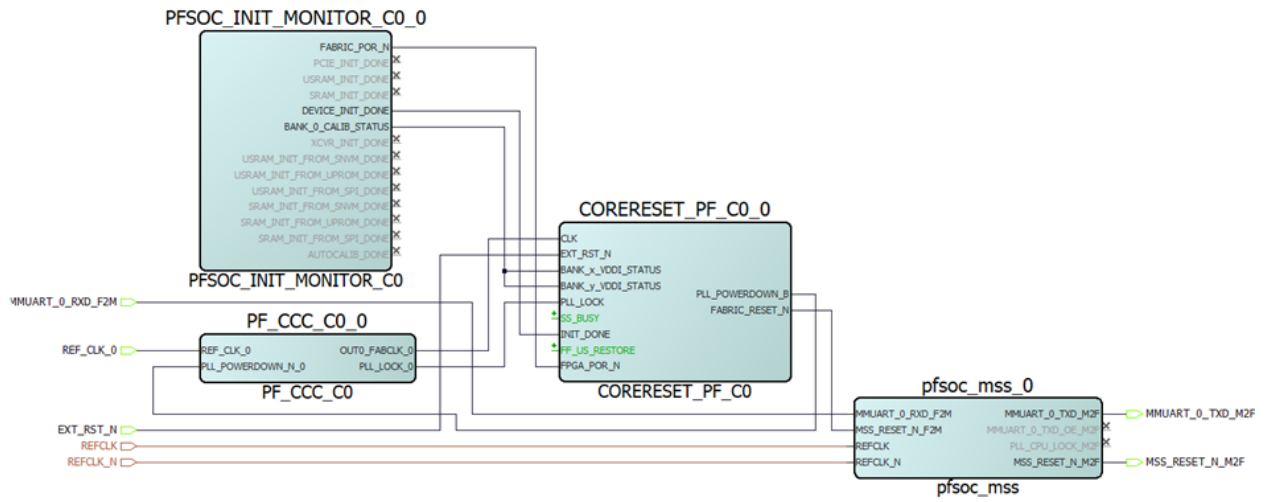 PFSOC_INIT_MONITOR_C0_0
FABRIC_POR_N
PCIE_INIT_DONE
USRAM_INIT_DONE
SRAM_INIT_DONE
DEVICE_INIT_DONE
BANK_0_CALIB_STATUS
XCVR_INIT_DONE
USRAM_INIT_FROM_SNVM_DONE
USRAM_INIT_FROM_UPROM_DONE
USRAM_INIT_FROM_SPI_DONE
SRAM_INIT_FROM_SNVM_DONE
SRAM_INIT_FROM_UPROM_DONE
SRAM_INIT_FROM_SPI_DONE
AUTOCALIB_DONE
PFSOC_INIT_MONITOR_C0
MMUART_0_RXD_F2M
REF_CLK_0
EXT_RST_N
REFCLK
REFCLK_N
PF_CCC_C0_0
REF_CLK_0
PLL_POWERDOWN_N_0
OUT0_FABCLK_0
PLL_LOCK_0
PF_CCC_C0
CORERESET_PF_C0_0
CLK
EXT_RST_N
BANK_x_VDDI_STATUS
BANK_y_VDDI_STATUS
PLL_LOCK
SS_BUSY
INIT_DONE
FF_US_RESTORE
FPGA_POR_N
PLL_POWERDOWN_B
FABRIC_RESET_N
CORERESET_PF_C0
pfsoc_mss_0
MMUART_0_RXD_F2M
MSS_RESET_N_F2M
REFCLK
REFCLK_N
MMUART_0_TXD_M2F
MMUART_0_TXD_OE_M2F
PLL_CPU_LOCK_M2F
MSS_RESET_N_M2F
pfsoc_mss
MMUART_0_TXD_M2F
MSS_RESET_N_M2F